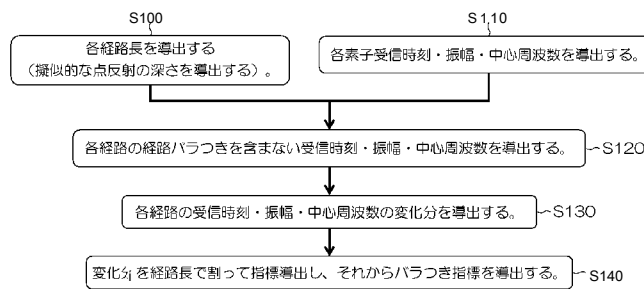 S100
S110
各経路長を導出する
(擬似的な点反射の深さを導出する)。
各素子受信時刻・振幅・中心周波数を導出する。
各経路の経路バラつきを含まない受信時刻・振幅・中心周波数を導出する。
S120
各経路の受信時刻・振幅・中心周波数の変化分を導出する。
S130
変化分を経路長で割って指標導出し、それからバラつき指標を導出する。
S140